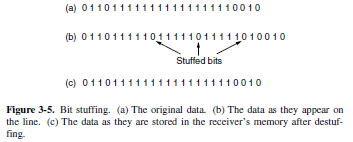 (a) 0 1 1 0 1 1 1 1 1 1 1 1 1 1 1 1 1 1 1 1 0 0 1 0
(b) 0 1 1 0 1 1 1 1 1 0 1 1 1 1 1 0 1 1 1 1 1 0 1 0 0 1 0
Stuffed bits
(c) 0 1 1 0 1 1 1 1 1 1 1 1 1 1 1 1 1 1 1 1 0 0 1 0
Figure 3-5. Bit stuffing. (a) The original data. (b) The data as they appear on
the line. (c) The data as they are stored in the receiver's memory after destuf-
fing.